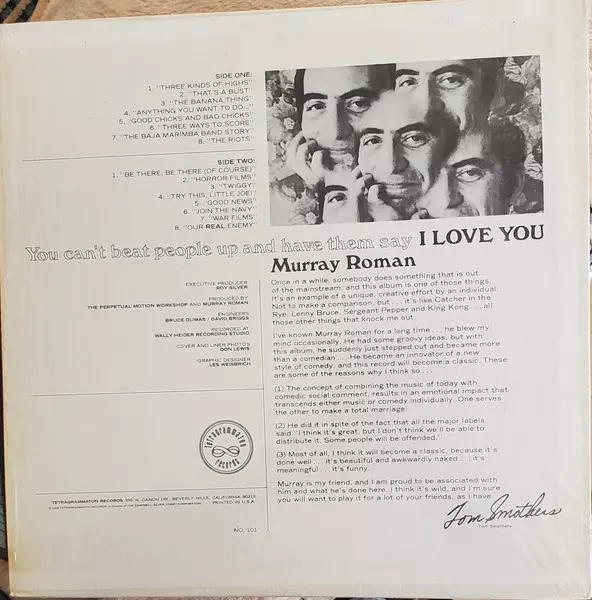 SIDE ONE:
1. "THREE KINDS OF HIGHS"
2. "THAT'S A BUST"
3. "THE BANANA THING"
4. "ANYTHING YOU WANT TO DO..."
5. "GOOD CHICKS AND BAD CHICKS"
6. "THREE WAYS TO SCORE"
7. "THE BAJA MARIMBA BAND STORY"
8. "THE RIOTS"
SIDE TWO:
1. "BE THERE, BE THERE (OF COURSE)"
2. "HORROR FILMS"
3. "TWIGGY"
4. "TRY THIS, LITTLE JOE!"
5. "GOOD NEWS"
6. "JOIN THE NAVY"
7. "WAR FILMS"
8. "OUR REAL ENEMY"
You can't beat people up and have them say I LOVE YOU
Murray Roman
EXECUTIVE PRODUCER
ROY SILVER
PRODUCED BY
THE PERPETUAL MOTION WORKSHOP AND MURRAY ROMAN
ENGINEERS
BRUCE DLIMAS / DAVID BRIGGS
RECORDED AT
WALLY HEIDER RECORDING STUDIO
COVER AND LINER PHOTOS
DON LEWIS
GRAPHIC DESIGNER
LES WEISBRICH
Once in a while, somebody does something that is out
of the mainstream, and this album is one of those things.
It's an example of a unique, creative effort by an individual.
Not to make a comparison, but . . . it's like Catcher in the
Rye, Lenny Bruce, Sergeant Pepper and King Kong . . . all
those other things that knock me out.
I've known Murray Roman for a long time . . . he blew my
mind occasionally. He had some groovy ideas, but with
this album, he suddenly just stepped out and became more
than a comedian . . . He became an innovator of a new
style of comedy, and this record will become a classic. These
are some of the reasons why I think so . . .
(1) The concept of combining the music of today with
comedic social comment, results in an emotional impact that
transcends either music or comedy individually. One serves
the other to make a total marriage
(2) He did it in spite of the fact that all the major labels
said "I think it's great, but I don't think we'll be able to
distribute it. Some people will be offended."
(3) Most of all, I think it will become a classic, because it's
done well . . . it's beautiful and awkwardly naked . . . it's
meaningful . . . it's funny.
Murray is my friend, and I am proud to be associated with
him and what he's done here. I think it's wild, and I'm sure
you will want to play it for a lot of your friends, as I have.
Tom Smothers
Tom Smothers
tetragrammaton
records
TETRAGRAMMATON RECORDS 359 N. CANON DR., BEVERLY HILLS, CALIFORNIA 90210
PRINTED IN U.S.A.
NO. 101